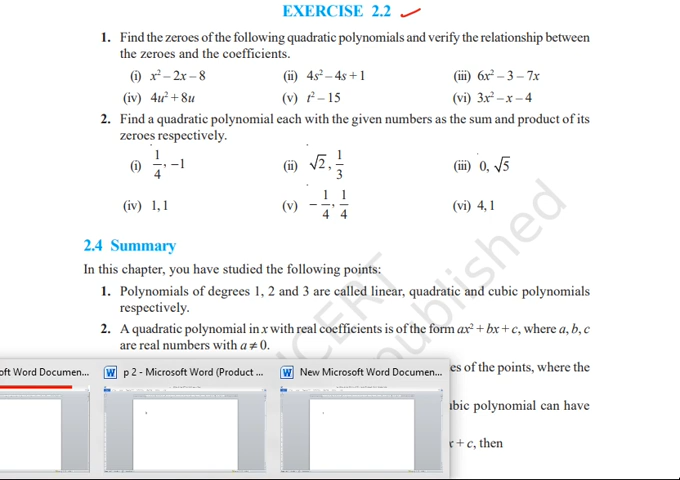 EXERCISE 2.2
1. Find the zeroes of the following quadratic polynomials and verify the relationship between
the zeroes and the coefficients.
(i) x² – 2x – 8 (ii) 4s² – 4s + 1 (iii) 6x² – 3 – 7x
(iv) 4u² + 8u (v) t² – 15 (vi) 3x² – x – 4
2. Find a quadratic polynomial each with the given numbers as the sum and product of its
zeroes respectively.
(i) 1/4, –1 (ii) √2, 1/3 (iii) 0, √5
(iv) 1, 1 (v) –1/4, 1/4 (vi) 4, 1
2.4 Summary
In this chapter, you have studied the following points:
1. Polynomials of degrees 1, 2 and 3 are called linear, quadratic and cubic polynomials
respectively.
2. A quadratic polynomial in x with real coefficients is of the form ax² + bx + c, where a, b, c
are real numbers with a ≠ 0.
es of the points, where the
bic polynomial can have
x + c, then
oft Word Documen... p 2 - Microsoft Word (Product ... New Microsoft Word Documen...
NCERT
published